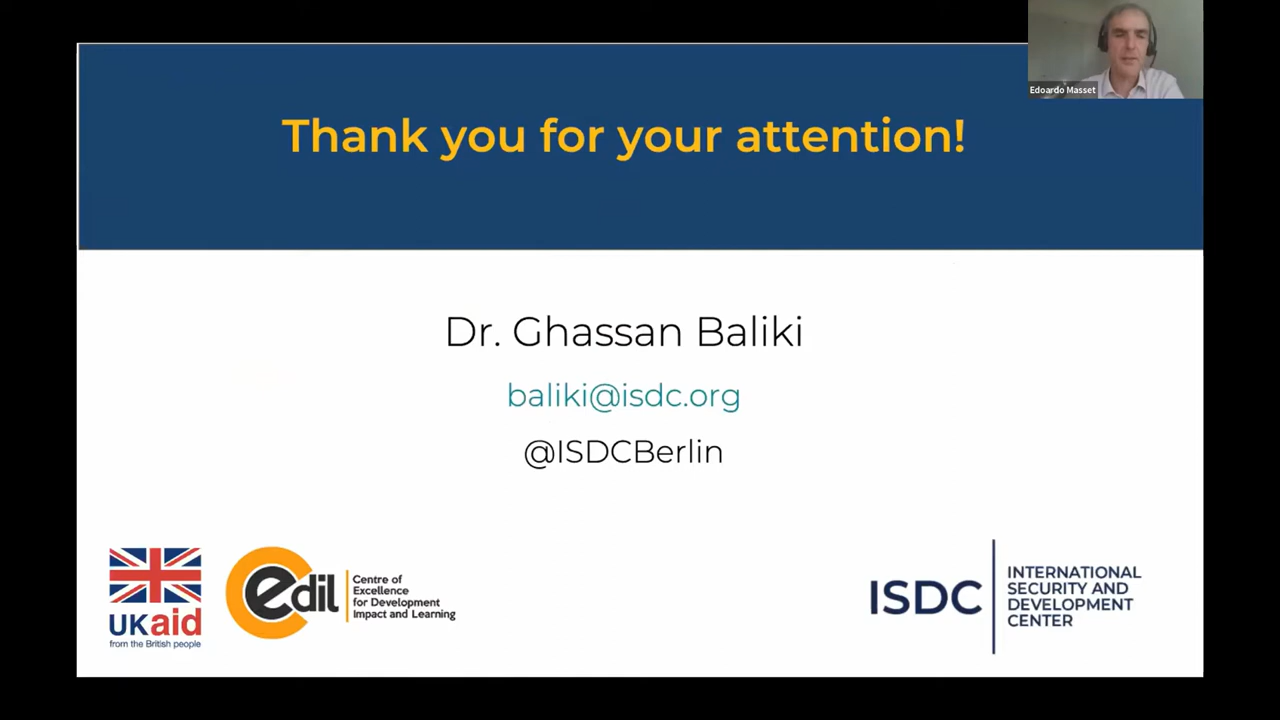 Edoardo Masset
Thank you for your attention!
Dr. Ghassan Baliki
baliki@isdc.org
@ISDCBerlin
UKaid
from the British people
edil
Centre of
Excellence
for Development
Impact and Learning
ISDC
INTERNATIONAL
SECURITY AND
DEVELOPMENT
CENTER